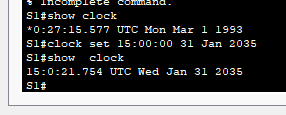 % Incomplete command.
S1#show clock
*0:27:15.577 UTC Mon Mar 1 1993
S1#clock set 15:00:00 31 Jan 2035
S1#show  clock
15:0:21.754 UTC Wed Jan 31 2035
S1#